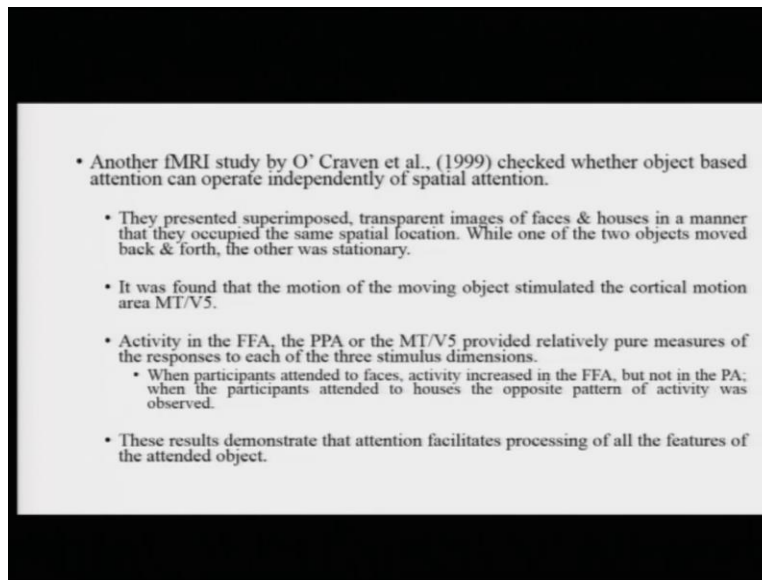 • Another fMRI study by O' Craven et al., (1999) checked whether object based
attention can operate independently of spatial attention.
• They presented superimposed, transparent images of faces & houses in a manner
that they occupied the same spatial location. While one of the two objects moved
back & forth, the other was stationary.
• It was found that the motion of the moving object stimulated the cortical motion
area MT/V5.
• Activity in the FFA, the PPA or the MT/V5 provided relatively pure measures of
the responses to each of the three stimulus dimensions.
• When participants attended to faces, activity increased in the FFA, but not in the PA;
when the participants attended to houses the opposite pattern of activity was
observed.
• These results demonstrate that attention facilitates processing of all the features of
the attended object.